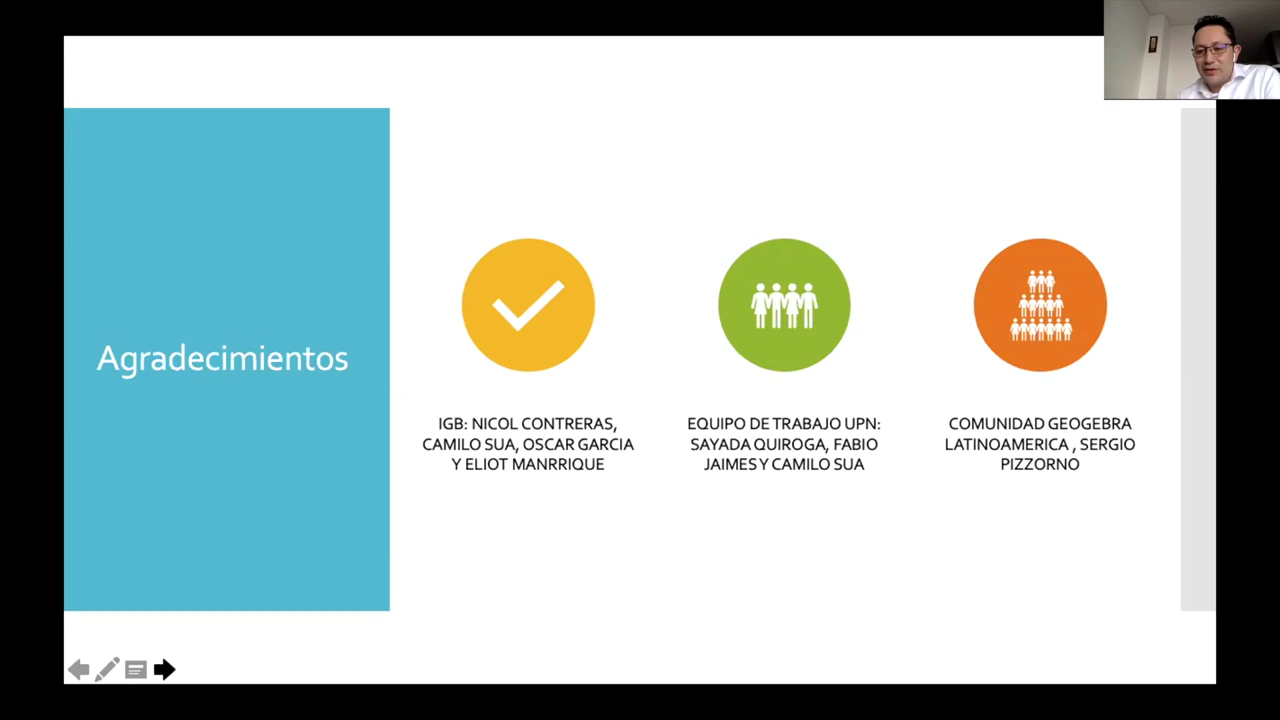 Agradecimientos
IGB: NICOL CONTRERAS,
CAMILO SUA, OSCAR GARCIA
Y ELIOT MANRRIQUE
EQUIPO DE TRABAJO UPN:
SAYADA QUIROGA, FABIO
JAIMES Y CAMILO SUA
COMUNIDAD GEOGEBRA
LATINOAMERICA , SERGIO
PIZZORNO